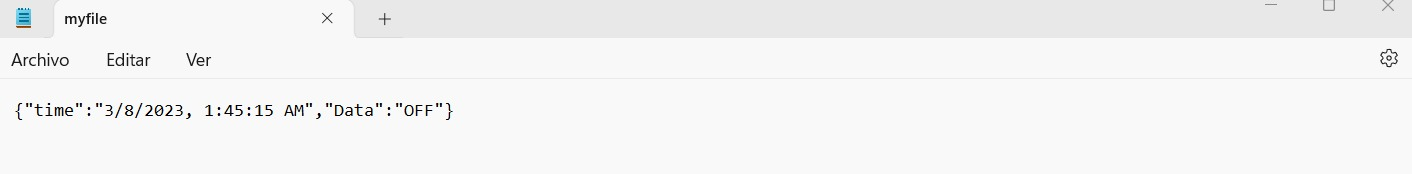 myfile
Archivo Editar Ver
{"time":"3/8/2023, 1:45:15 AM","Data":"OFF"}